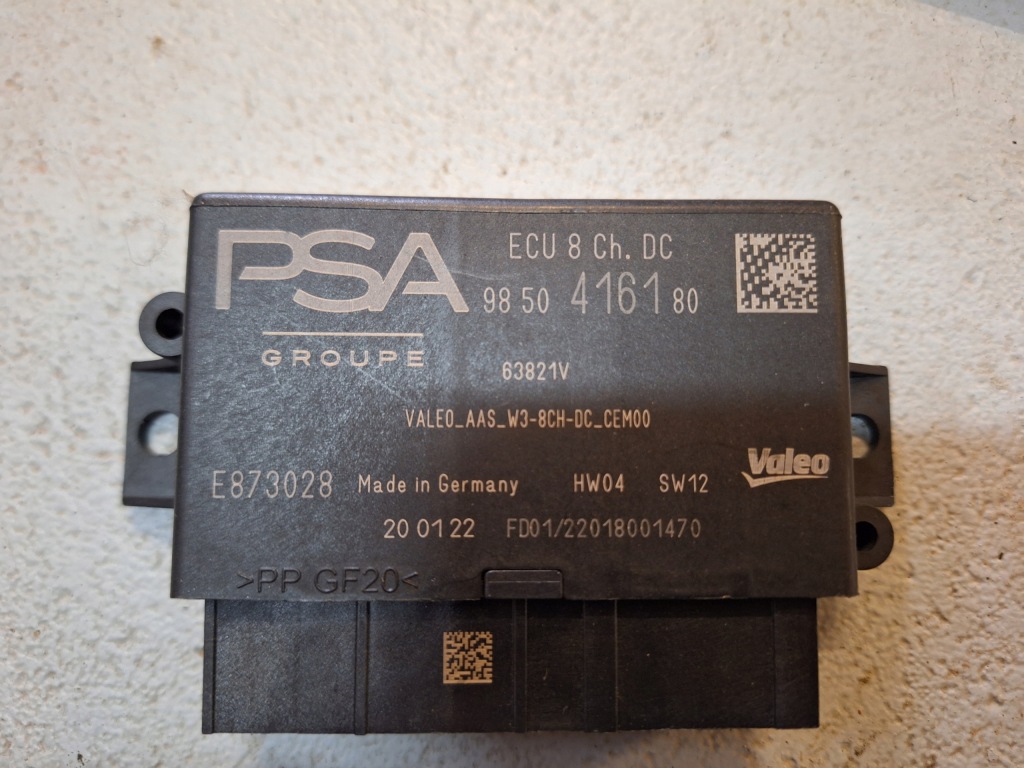 PSA
GROUPE
ECU 8 Ch. DC
98 50 4161 80
63821V
VALEO_AAS_W3-8CH-DC_CEM00
E873028 Made in Germany HW04 SW12 Valeo
20 01 22 FD01/22018001470
>PP GF20<